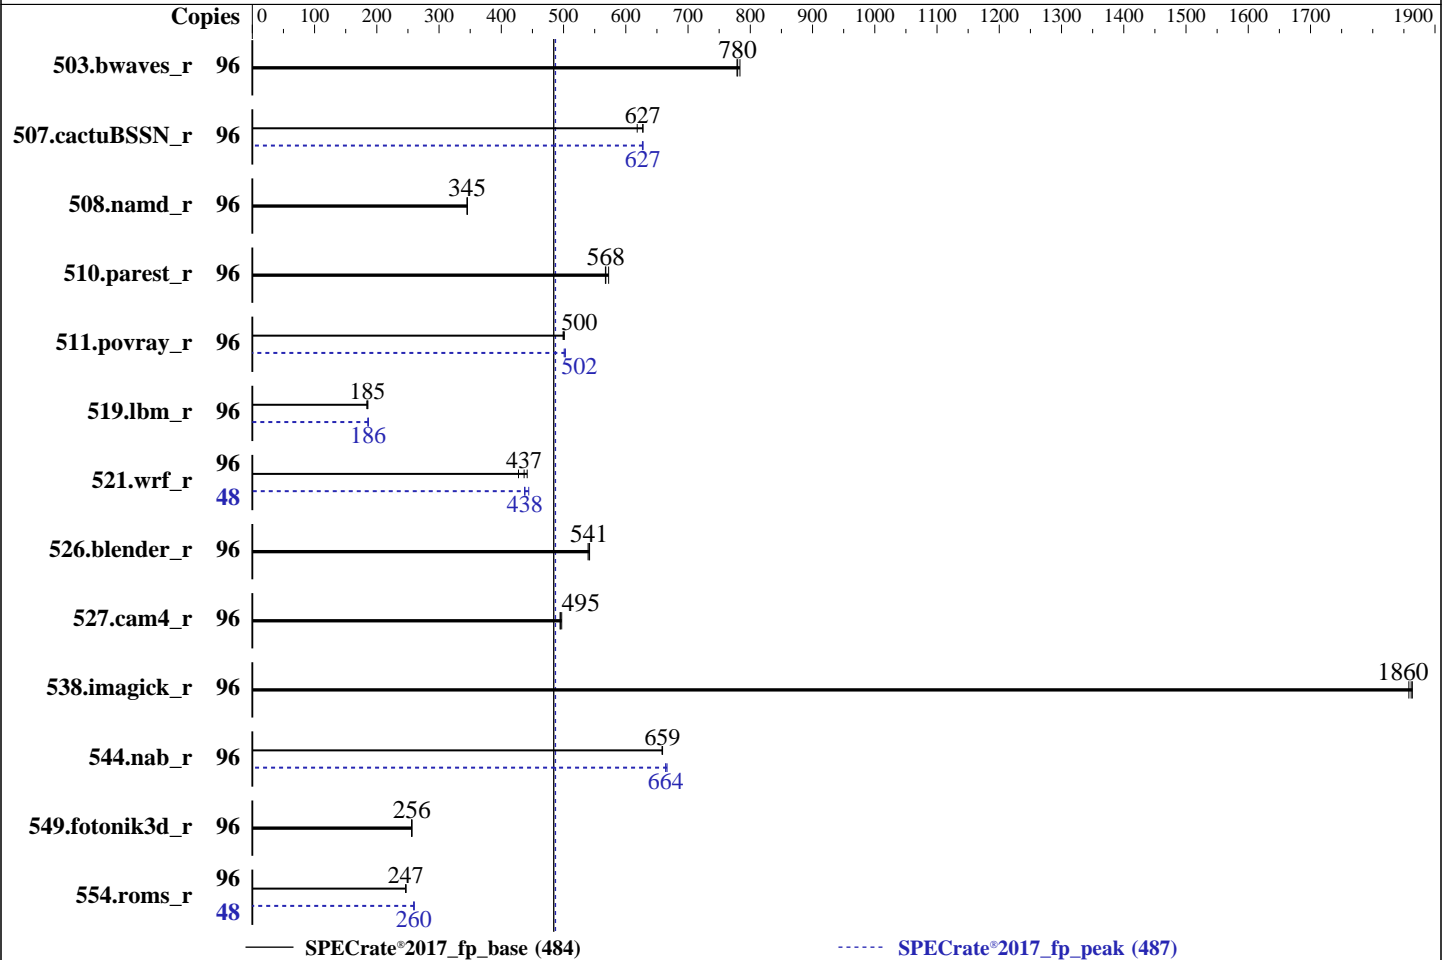 Copies 0 100 200 300 400 500 600 700 800 900 1000 1100 1200 1300 1400 1500 1600 1700 1900
503.bwaves_r 96 780
507.cactuBSSN_r 96 627
627
508.namd_r 96 345
510.parest_r 96 568
511.povray_r 96 500
502
519.lbm_r 96 185
186
521.wrf_r 96 437
48 438
526.blender_r 96 541
527.cam4_r 96 495
538.imagick_r 96 1860
544.nab_r 96 659
664
549.fotonik3d_r 96 256
554.roms_r 96 247
48 260
SPECrate®2017_fp_base (484) SPECrate®2017_fp_peak (487)